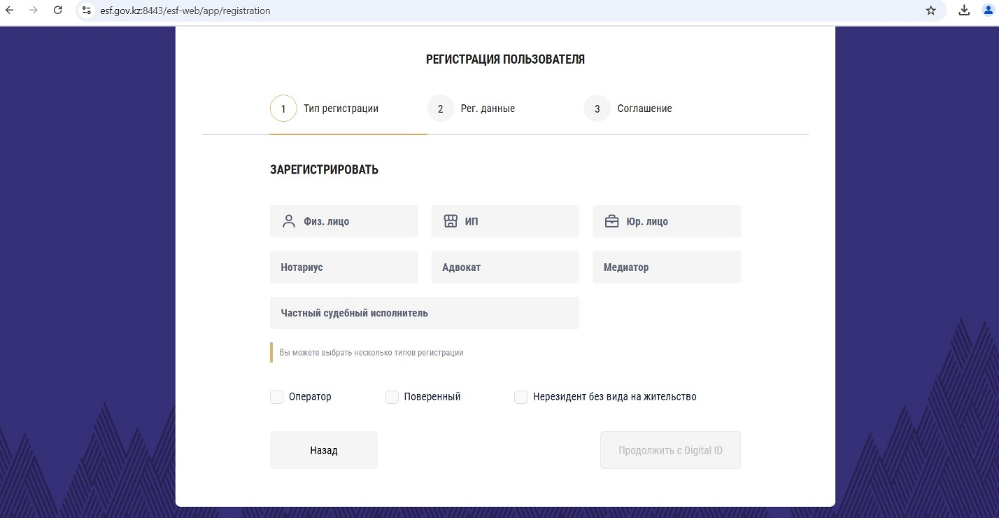 esf.gov.kz:8443/esf-web/app/registration
РЕГИСТРАЦИЯ ПОЛЬЗОВАТЕЛЯ
1 Тип регистрации 2 Рег. данные 3 Соглашение
ЗАРЕГИСТРИРОВАТЬ
Физ. лицо ИП Юр. лицо
Нотариус Адвокат Медиатор
Частный судебный исполнитель
Вы можете выбрать несколько типов регистрации
Оператор Поверенный Нерезидент без вида на жительство
Назад Продолжить с Digital ID